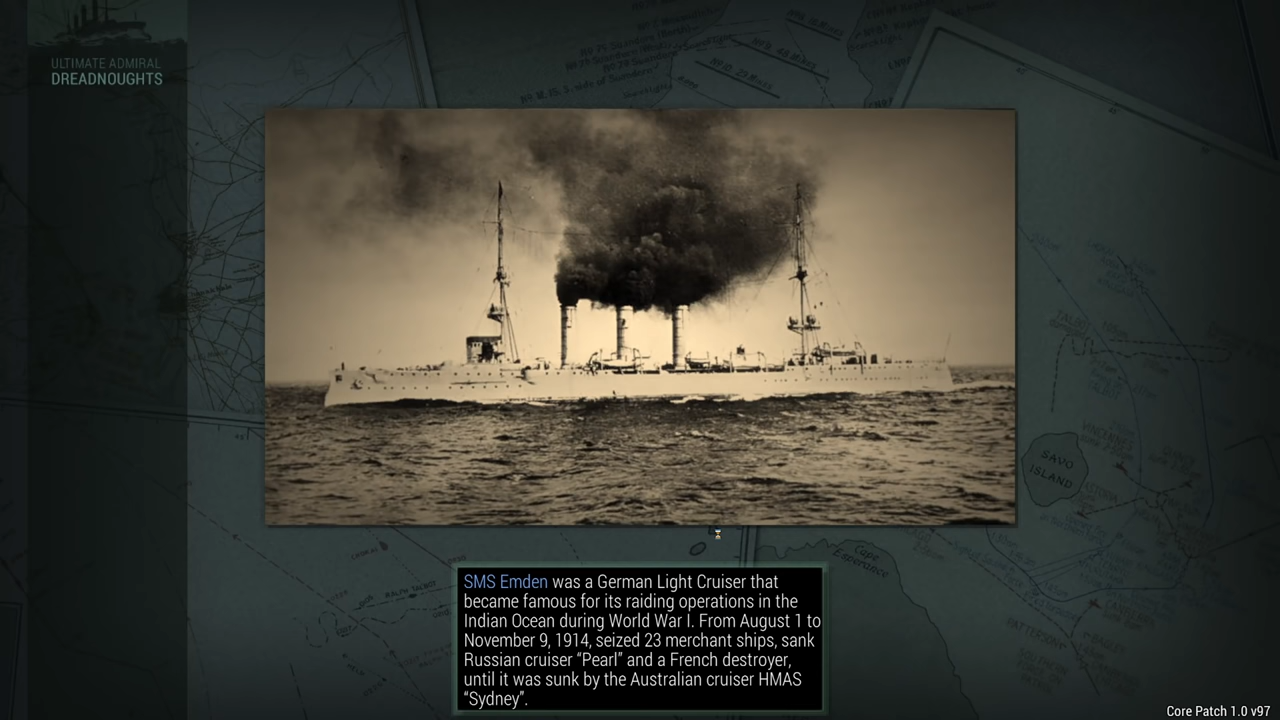 ULTIMATE ADMIRAL
DREADNOUGHTS
SAVO
ISLAND
Cape
Esperance
SMS Emden was a German Light Cruiser that
became famous for its raiding operations in the
Indian Ocean during World War I. From August 1 to
November 9, 1914, seized 23 merchant ships, sank
Russian cruiser “Pearl” and a French destroyer,
until it was sunk by the Australian cruiser HMAS
“Sydney”.
Core Patch 1.0 v97